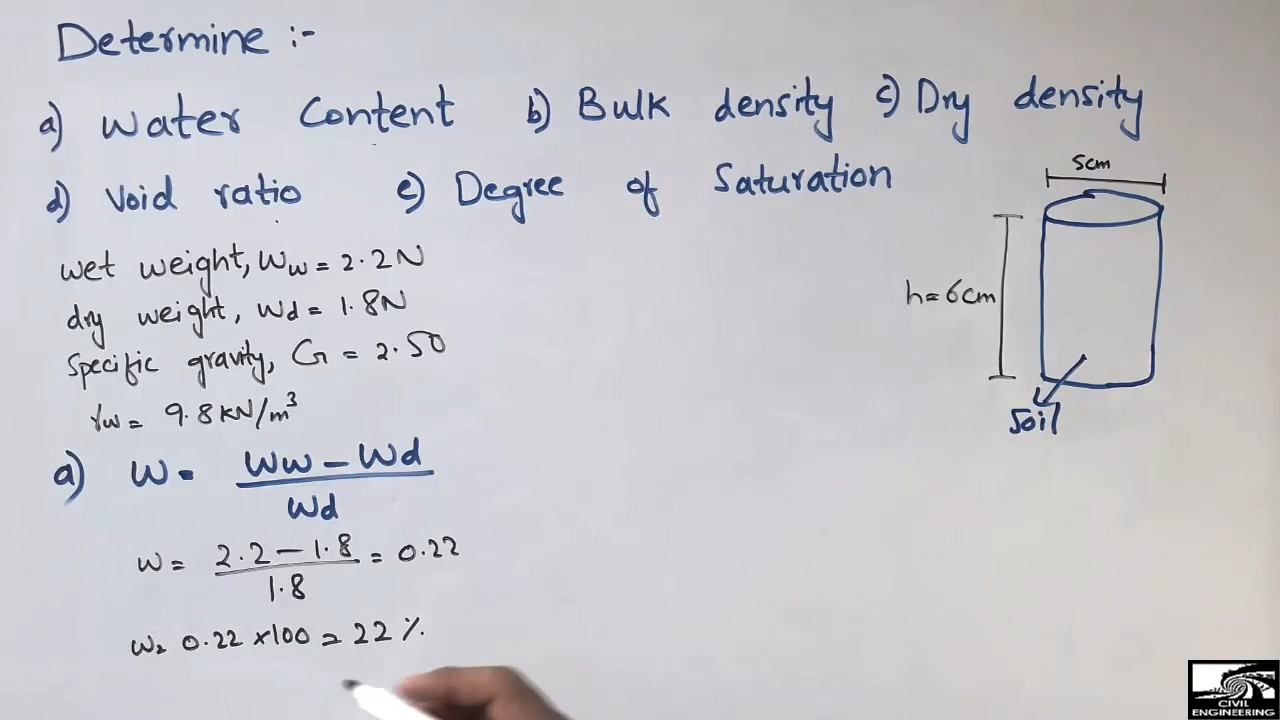 Determine :-
a) Water Content b) Bulk density c) Dry density
d) Void ratio e) Degree of Saturation
wet weight, Ww = 2.2N
dry weight, Wd = 1.8N
Specific gravity, G = 2.50
γw = 9.8 kN/m³
5cm
h = 6cm
Soil
a) W = Ww - Wd / Wd
w = 2.2 - 1.8 / 1.8 = 0.22
w = 0.22 x 100 = 22 %.
CIVIL
ENGINEERING